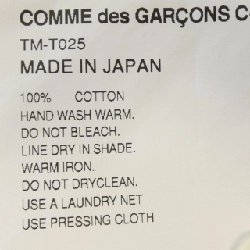 COMME des GARÇONS C
TM-T025
MADE IN JAPAN
100% COTTON
HAND WASH WARM.
DO NOT BLEACH.
LINE DRY IN SHADE.
WARM IRON.
DO NOT DRYCLEAN.
USE A LAUNDRY NET
USE PRESSING CLOTH